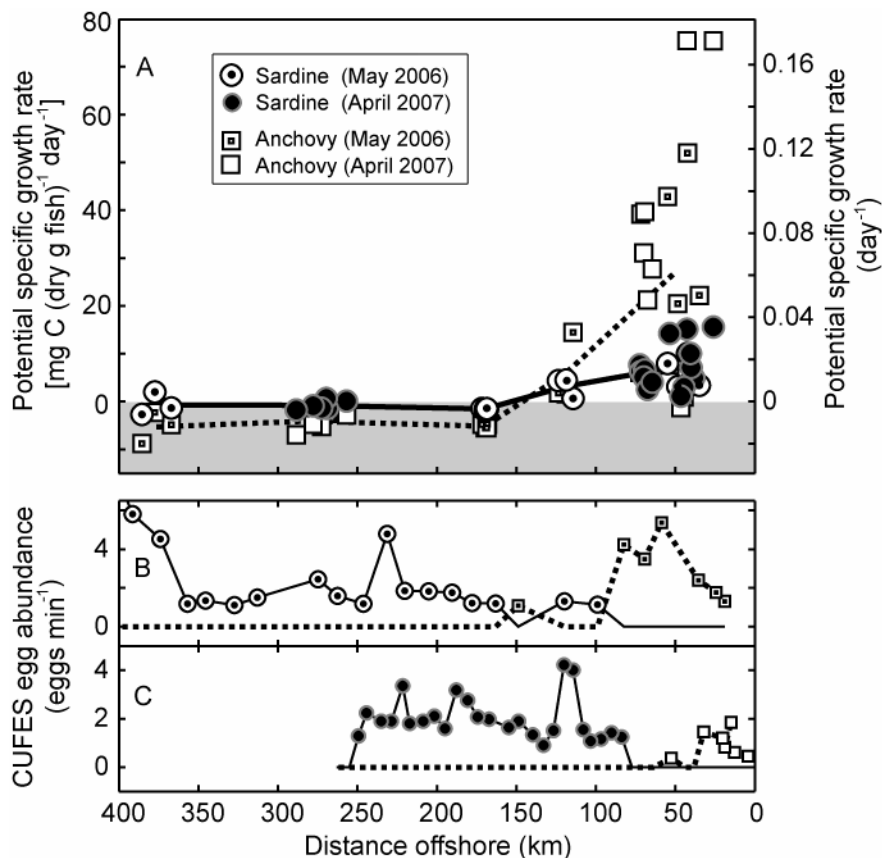 A
Sardine (May 2006)
Sardine (April 2007)
Anchovy (May 2006)
Anchovy (April 2007)
Potential specific growth rate
[mg C (dry g fish)⁻¹ day⁻¹]
80
60
40
20
0
0.16
0.12
0.08
0.04
0
Potential specific growth rate
(day⁻¹)
B
4
0
C
4
2
0
CUFES egg abundance
(eggs min⁻¹)
400 350 300 250 200 150 100 50 0
Distance offshore (km)